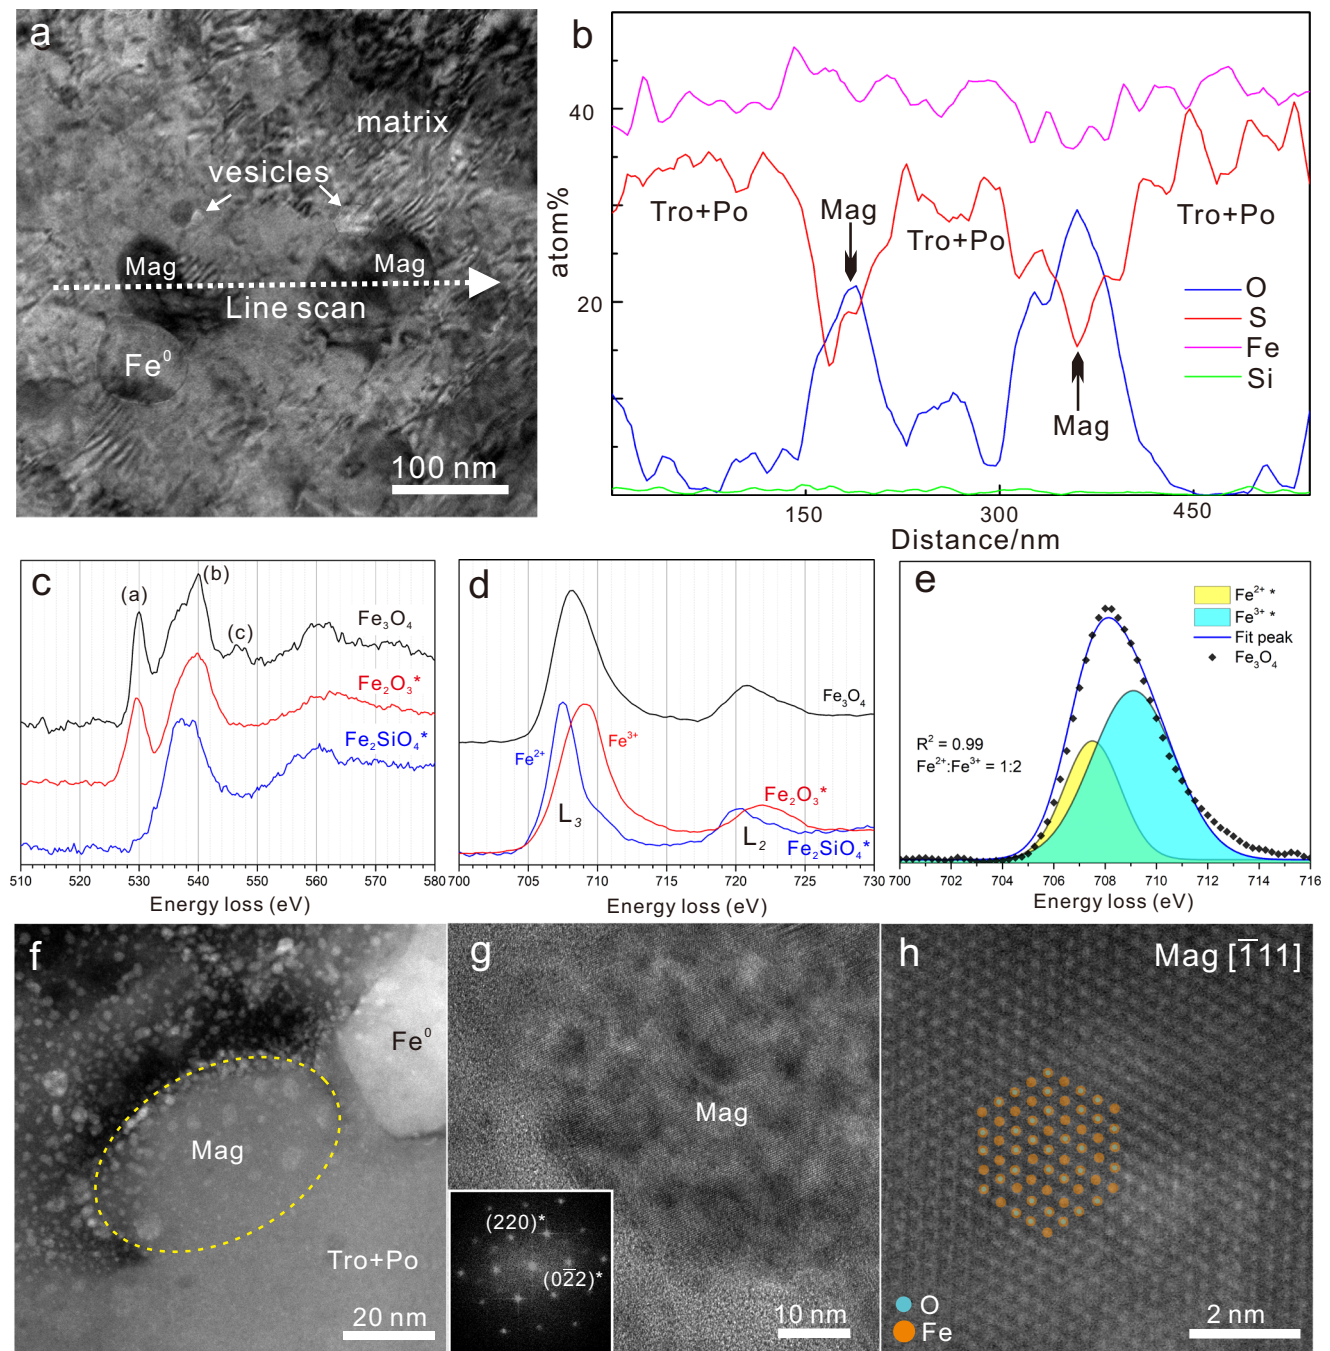 a
matrix
vesicles
Mag
Mag
Line scan
Fe⁰
100 nm
b
atom%
40
20
Mag
Tro+Po
Tro+Po
Tro+Po
Mag
O
S
Fe
Si
150
300
450
Distance/nm
c
(a)
(b)
(c)
Fe₃O₄
Fe₂O₃*
Fe₂SiO₄*
510 520 530 540 550 560 570 580
Energy loss (eV)
d
Fe₃O₄
Fe²⁺
Fe³⁺
L₃
L₂
Fe₂O₃*
Fe₂SiO₄*
700 705 710 715 720 725 730
Energy loss (eV)
e
Fe²⁺ *
Fe³⁺ *
Fit peak
Fe₃O₄
R² = 0.99
Fe²⁺:Fe³⁺ = 1:2
700 702 704 706 708 710 712 714 716
Energy loss (eV)
f
Fe⁰
Mag
Tro+Po
20 nm
g
Mag
(220)*
(02̅2)*
10 nm
h
Mag [1̅11]
O
Fe
2 nm